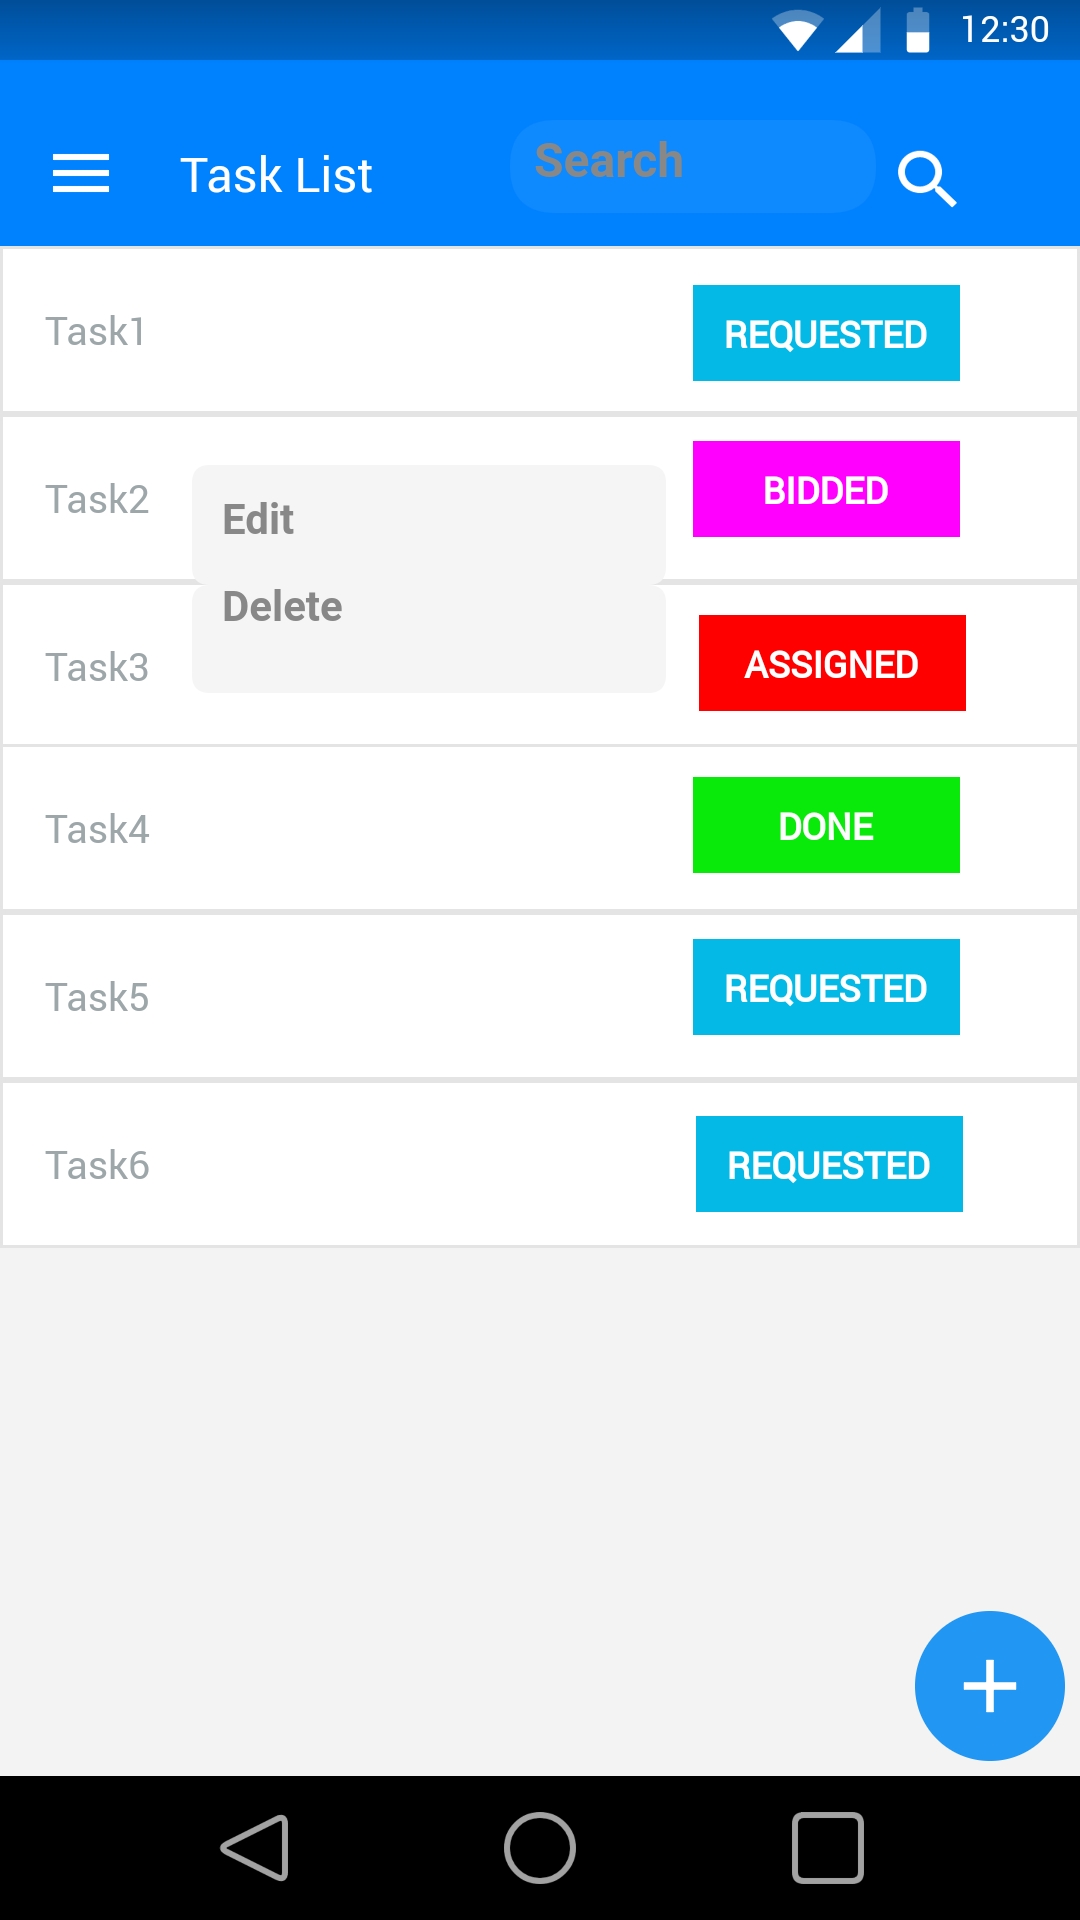 12:30
Task List
Search
Task1
REQUESTED
Task2
BIDDED
Edit
Delete
Task3
ASSIGNED
Task4
DONE
Task5
REQUESTED
Task6
REQUESTED